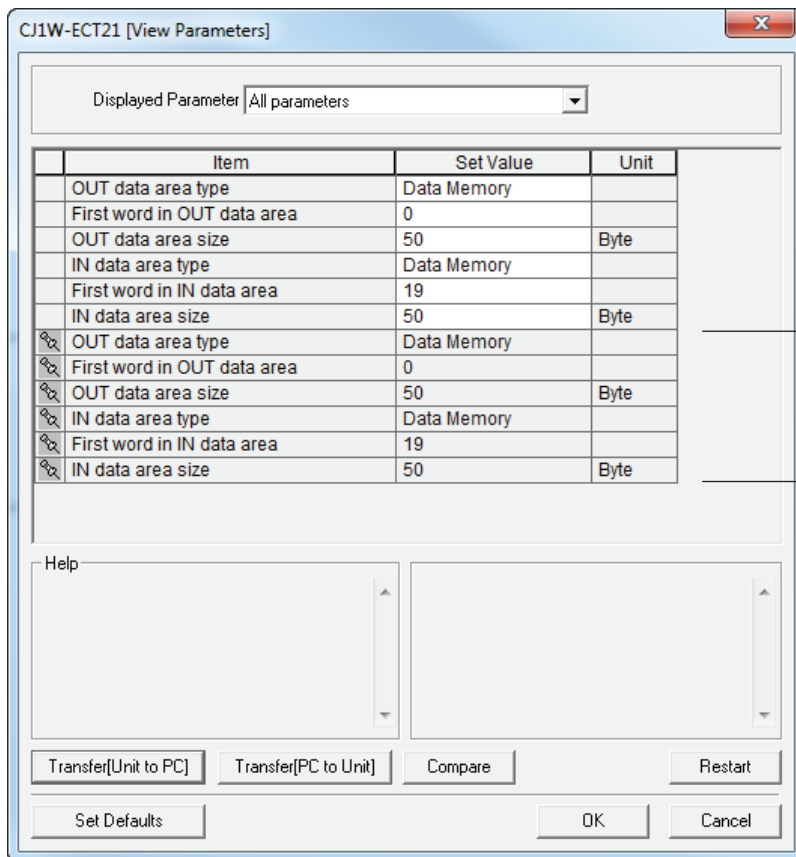 CJ1W-ECT21 [View Parameters]
Displayed Parameter All parameters
Item Set Value Unit
OUT data area type Data Memory
First word in OUT data area 0
OUT data area size 50 Byte
IN data area type Data Memory
First word in IN data area 19
IN data area size 50 Byte
OUT data area type Data Memory
First word in OUT data area 0
OUT data area size 50 Byte
IN data area type Data Memory
First word in IN data area 19
IN data area size 50 Byte
Help
Transfer[Unit to PC] Transfer[PC to Unit] Compare Restart
Set Defaults OK Cancel